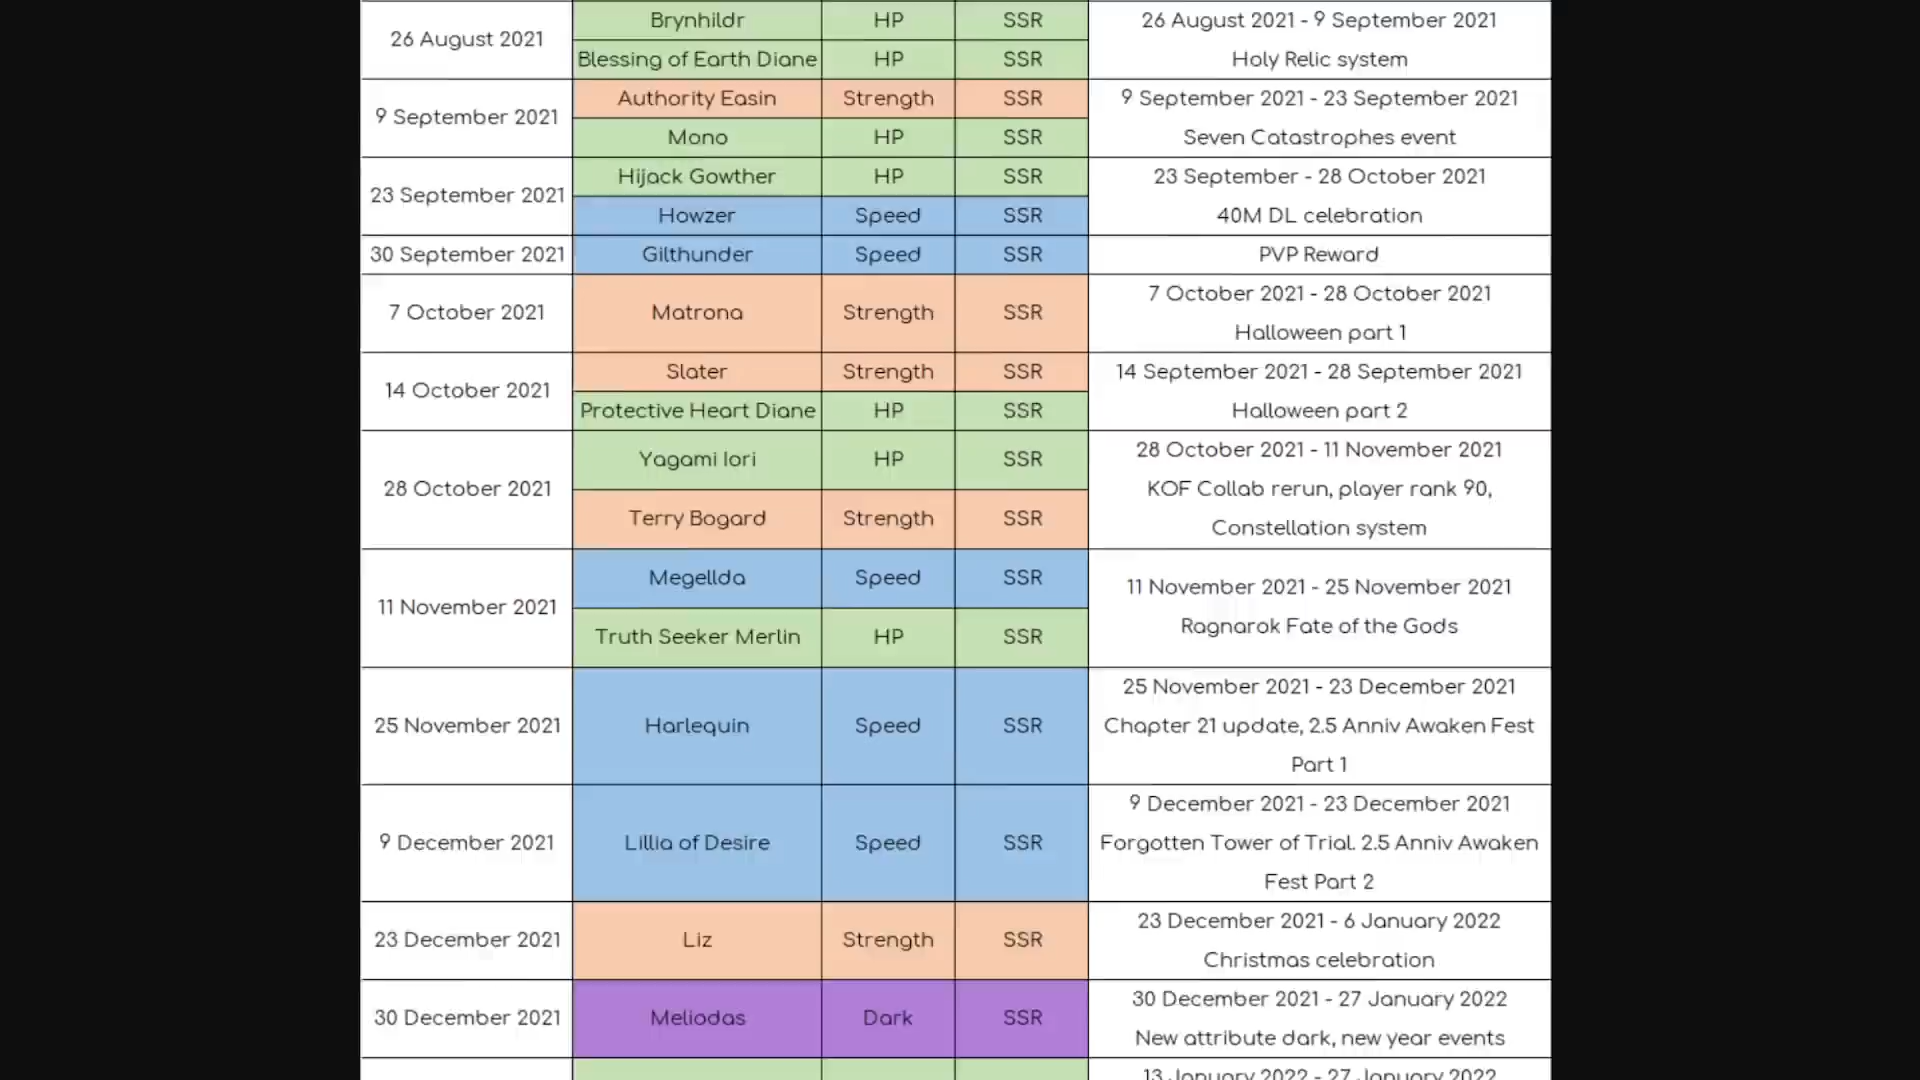 26 August 2021
Brynhildr HP SSR
26 August 2021 - 9 September 2021
Blessing of Earth Diane HP SSR
Holy Relic system
9 September 2021
Authority Easin Strength SSR
9 September 2021 - 23 September 2021
Mono HP SSR
Seven Catastrophes event
23 September 2021
Hijack Gowther HP SSR
23 September - 28 October 2021
Howzer Speed SSR
40M DL celebration
30 September 2021
Gilthunder Speed SSR
PVP Reward
7 October 2021
Matrona Strength SSR
7 October 2021 - 28 October 2021
Halloween part 1
14 October 2021
Slater Strength SSR
14 September 2021 - 28 September 2021
Protective Heart Diane HP SSR
Halloween part 2
28 October 2021
Yagami Iori HP SSR
28 October 2021 - 11 November 2021
KOF Collab rerun, player rank 90,
Terry Bogard Strength SSR
Constellation system
11 November 2021
Megellda Speed SSR
11 November 2021 - 25 November 2021
Truth Seeker Merlin HP SSR
Ragnarok Fate of the Gods
25 November 2021
Harlequin Speed SSR
25 November 2021 - 23 December 2021
Chapter 21 update, 2.5 Anniv Awaken Fest
Part 1
9 December 2021
Lillia of Desire Speed SSR
9 December 2021 - 23 December 2021
Forgotten Tower of Trial. 2.5 Anniv Awaken
Fest Part 2
23 December 2021
Liz Strength SSR
23 December 2021 - 6 January 2022
Christmas celebration
30 December 2021
Meliodas Dark SSR
30 December 2021 - 27 January 2022
New attribute dark, new year events
13 January 2022 - 27 January 2022